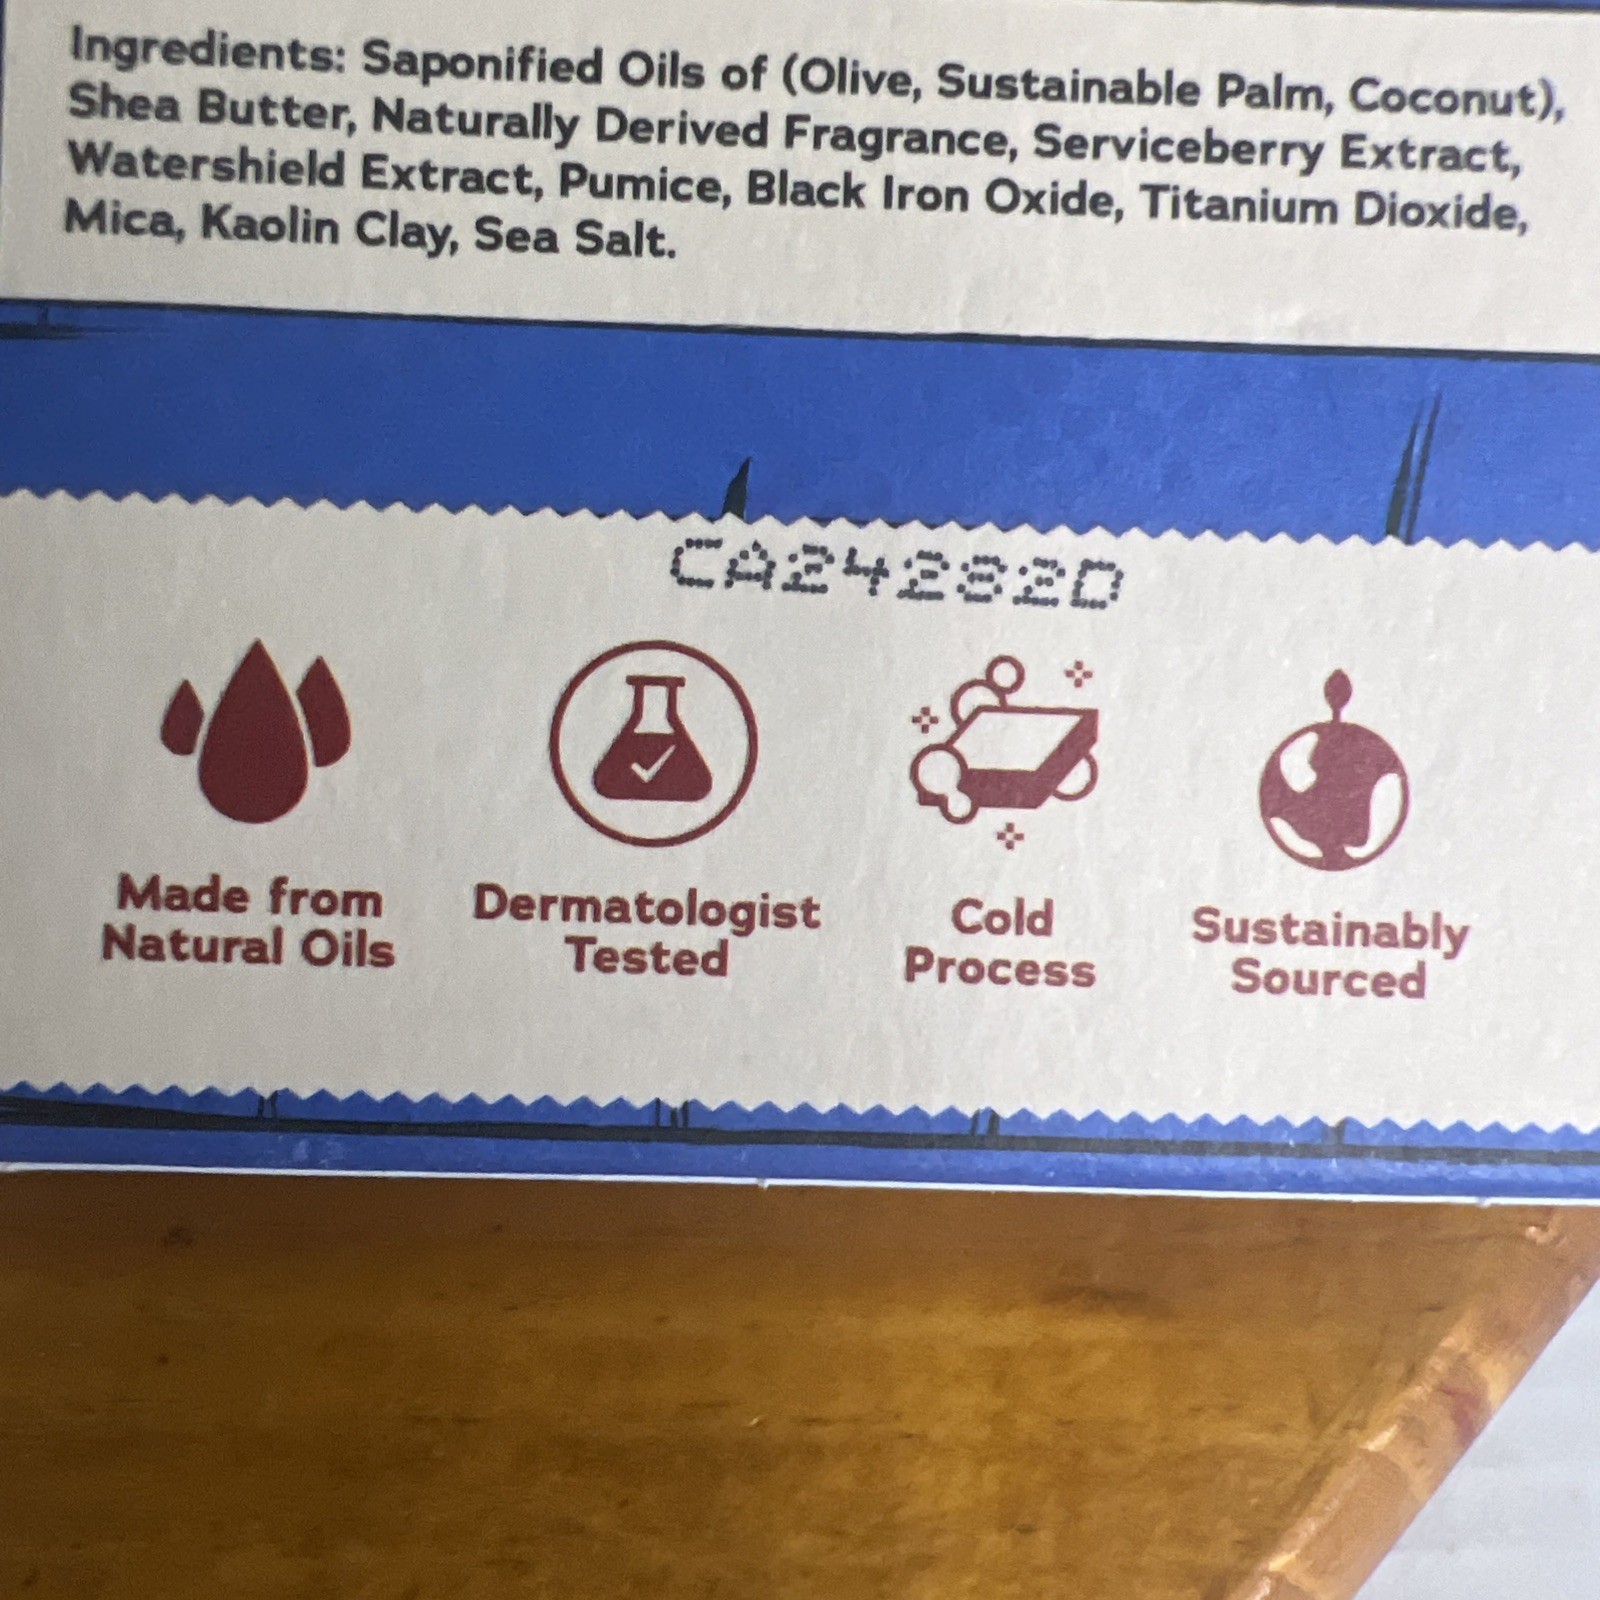 Ingredients: Saponified Oils of (Olive, Sustainable Palm, Coconut),
Shea Butter, Naturally Derived Fragrance, Serviceberry Extract,
Watershield Extract, Pumice, Black Iron Oxide, Titanium Dioxide,
Mica, Kaolin Clay, Sea Salt.
CA24282D
Made from
Natural Oils
Dermatologist
Tested
Cold
Process
Sustainably
Sourced